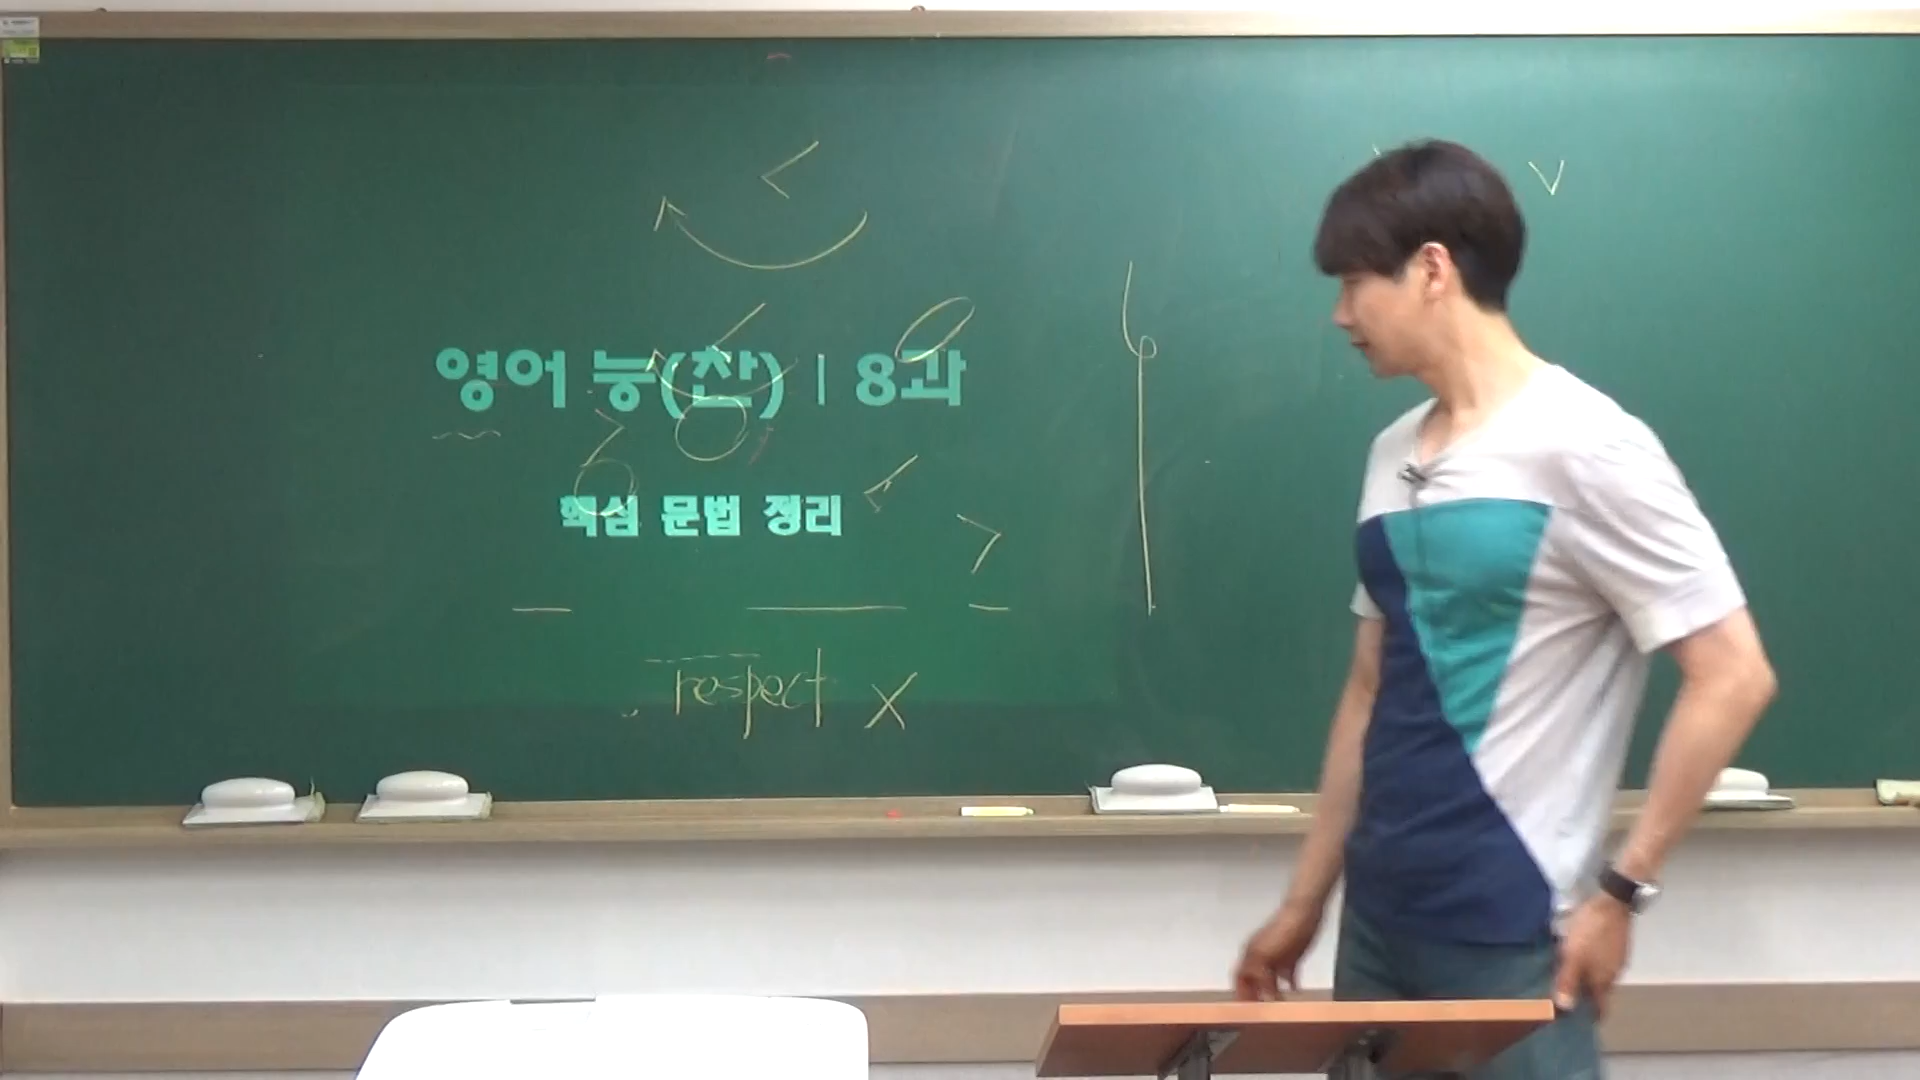 영어 능(찬) | 8과
핵심 문법 정리
respect X